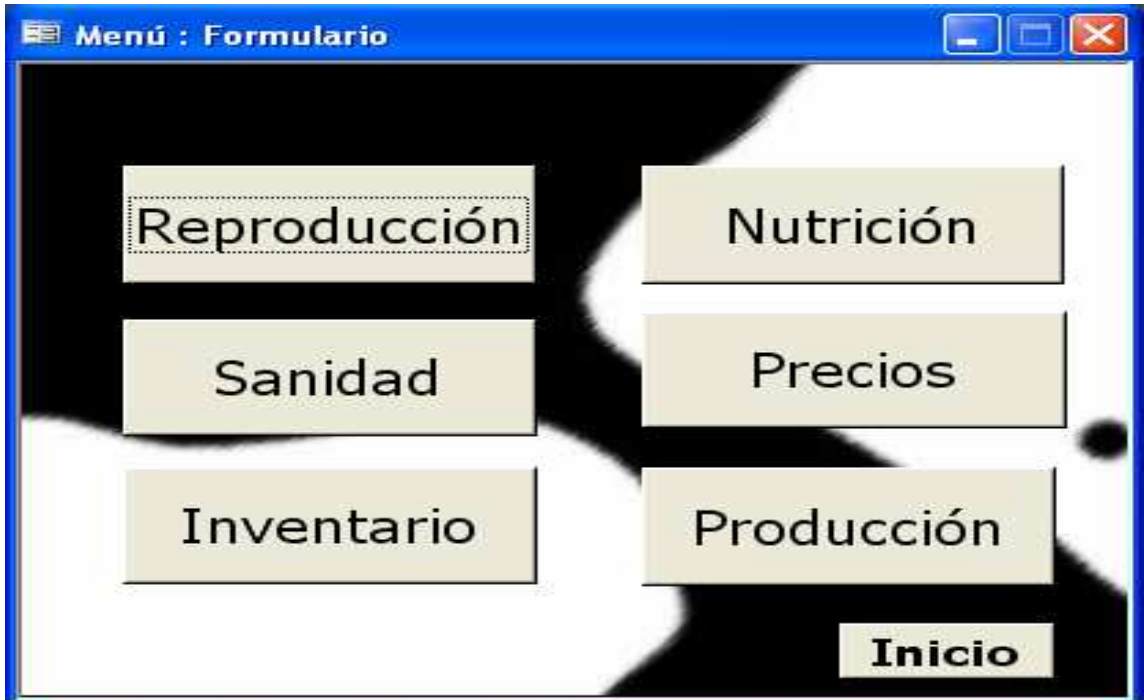 Menú : Formulario
Reproducción
Nutrición
Sanidad
Precios
Inventario
Producción
Inicio